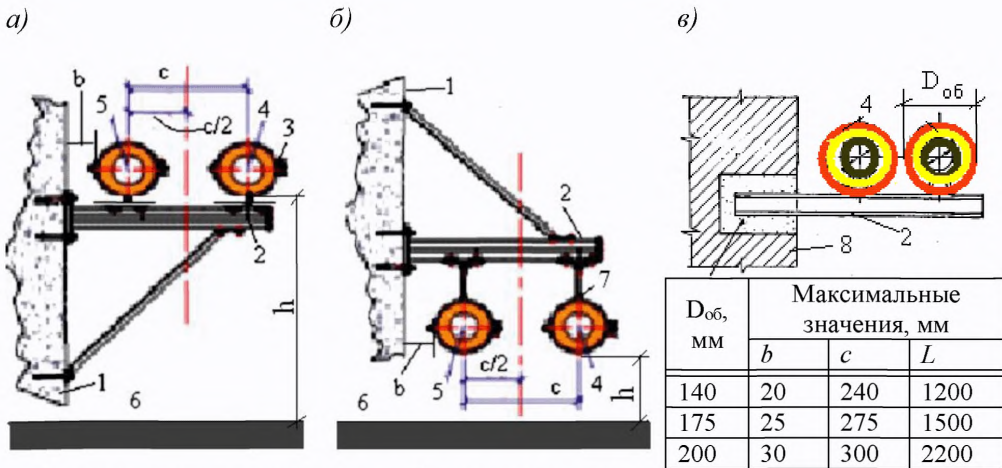 а)
б)
в)
b
c
c/2
5
4
3
2
h
1
6
1
2
7
b
c/2
c
5
4
6
h
D об
4
2
8
Dоб, мм
Максимальные значения, мм
b
c
L
140 20 240 1200
175 25 275 1500
200 30 300 2200